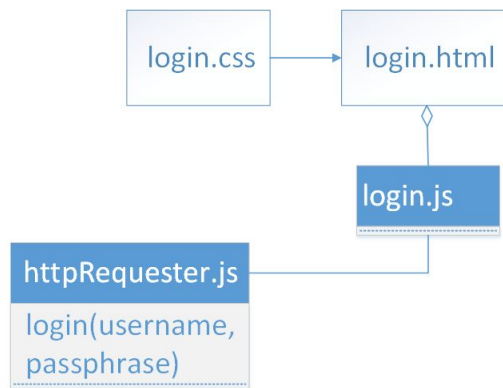 login.css
login.html
login.js
httpRequester.js
login(username,
passphrase)